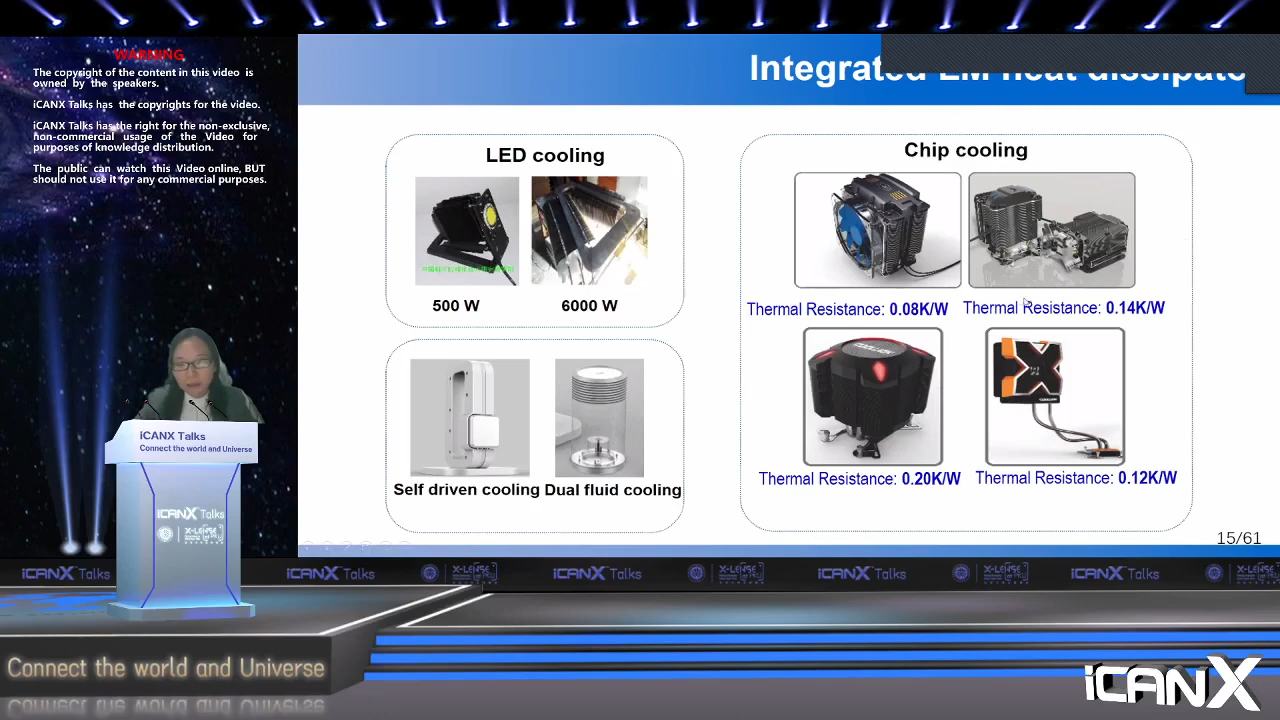 WARNING
The copyright of the content in this video is
owned by the speakers.
iCANX Talks has the copyrights for the video.
iCANX Talks has the right for the non-exclusive,
non-commercial usage of the Video for
purposes of knowledge distribution.
The public can watch this Video online, BUT
should not use it for any commercial purposes.
Integrated LM heat dissipate
LED cooling
500 W
6000 W
Self driven cooling
Dual fluid cooling
Chip cooling
Thermal Resistance: 0.08K/W
Thermal Resistance: 0.14K/W
Thermal Resistance: 0.20K/W
Thermal Resistance: 0.12K/W
15/61
iCANX Talks
Connect the world and Universe
iCANX Talks
iCANX Talks
iCANX Talks
iCANX Talks
iCANX Talks
iCANX Talks
Connect the world and Universe
iCANX